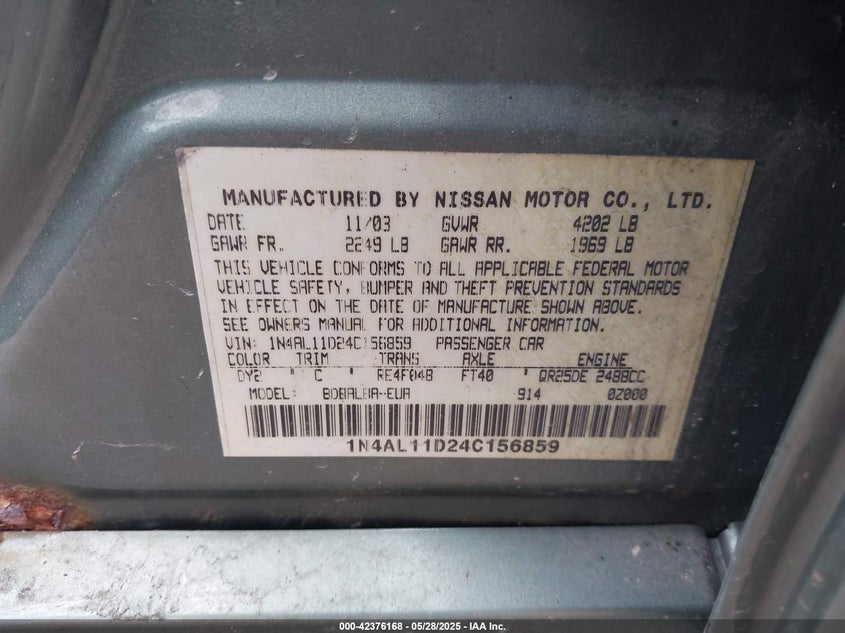 MANUFACTURED BY NISSAN MOTOR CO., LTD.
DATE 11/03 GVWR 4202 LB
GAWR FR. 2249 LB GAWR RR. 1969 LB
THIS VEHICLE CONFORMS TO ALL APPLICABLE FEDERAL MOTOR
VEHICLE SAFETY, BUMPER AND THEFT PREVENTION STANDARDS
IN EFFECT ON THE DATE OF MANUFACTURE SHOWN ABOVE.
SEE OWNERS MANUAL FOR ADDITIONAL INFORMATION.
VIN: 1N4AL11D24C156859 PASSENGER CAR
COLOR TRIM TRANS AXLE ENGINE
DY2 C RE4F04B FT40 QR25DE 2488CC
MODEL: BDBALBA-EUA 914 0Z000
1N4AL11D24C156859
000-42376168 — 05/28/2025 - IAA Inc.